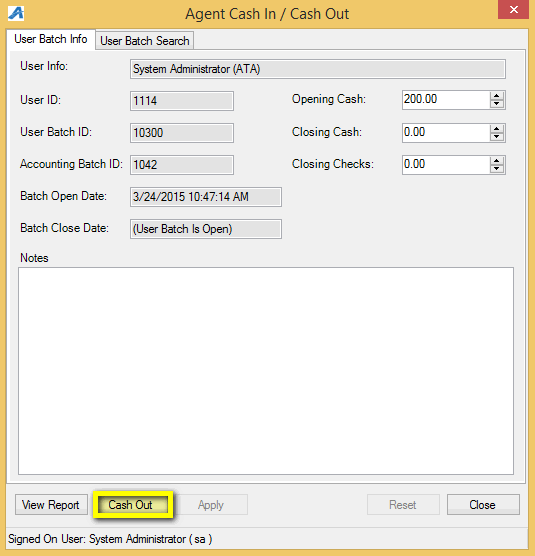 Agent Cash In / Cash Out
User Batch Info User Batch Search
User Info: System Administrator (ATA)
User ID: 1114 Opening Cash: 200.00
User Batch ID: 10300 Closing Cash: 0.00
Accounting Batch ID: 1042 Closing Checks: 0.00
Batch Open Date: 3/24/2015 10:47:14 AM
Batch Close Date: (User Batch Is Open)
Notes
View Report Cash Out Apply Reset Close
Signed On User: System Administrator ( sa )